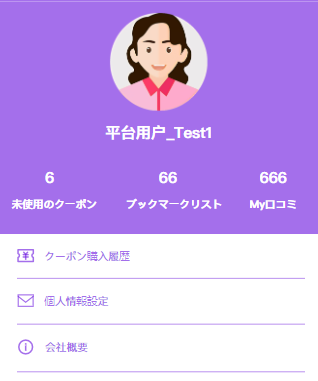 平台用户_Test1
6 66 666
未使用のクーポン ブックマークリスト My口コミ
クーポン購入履歴
個人情報設定
会社概要